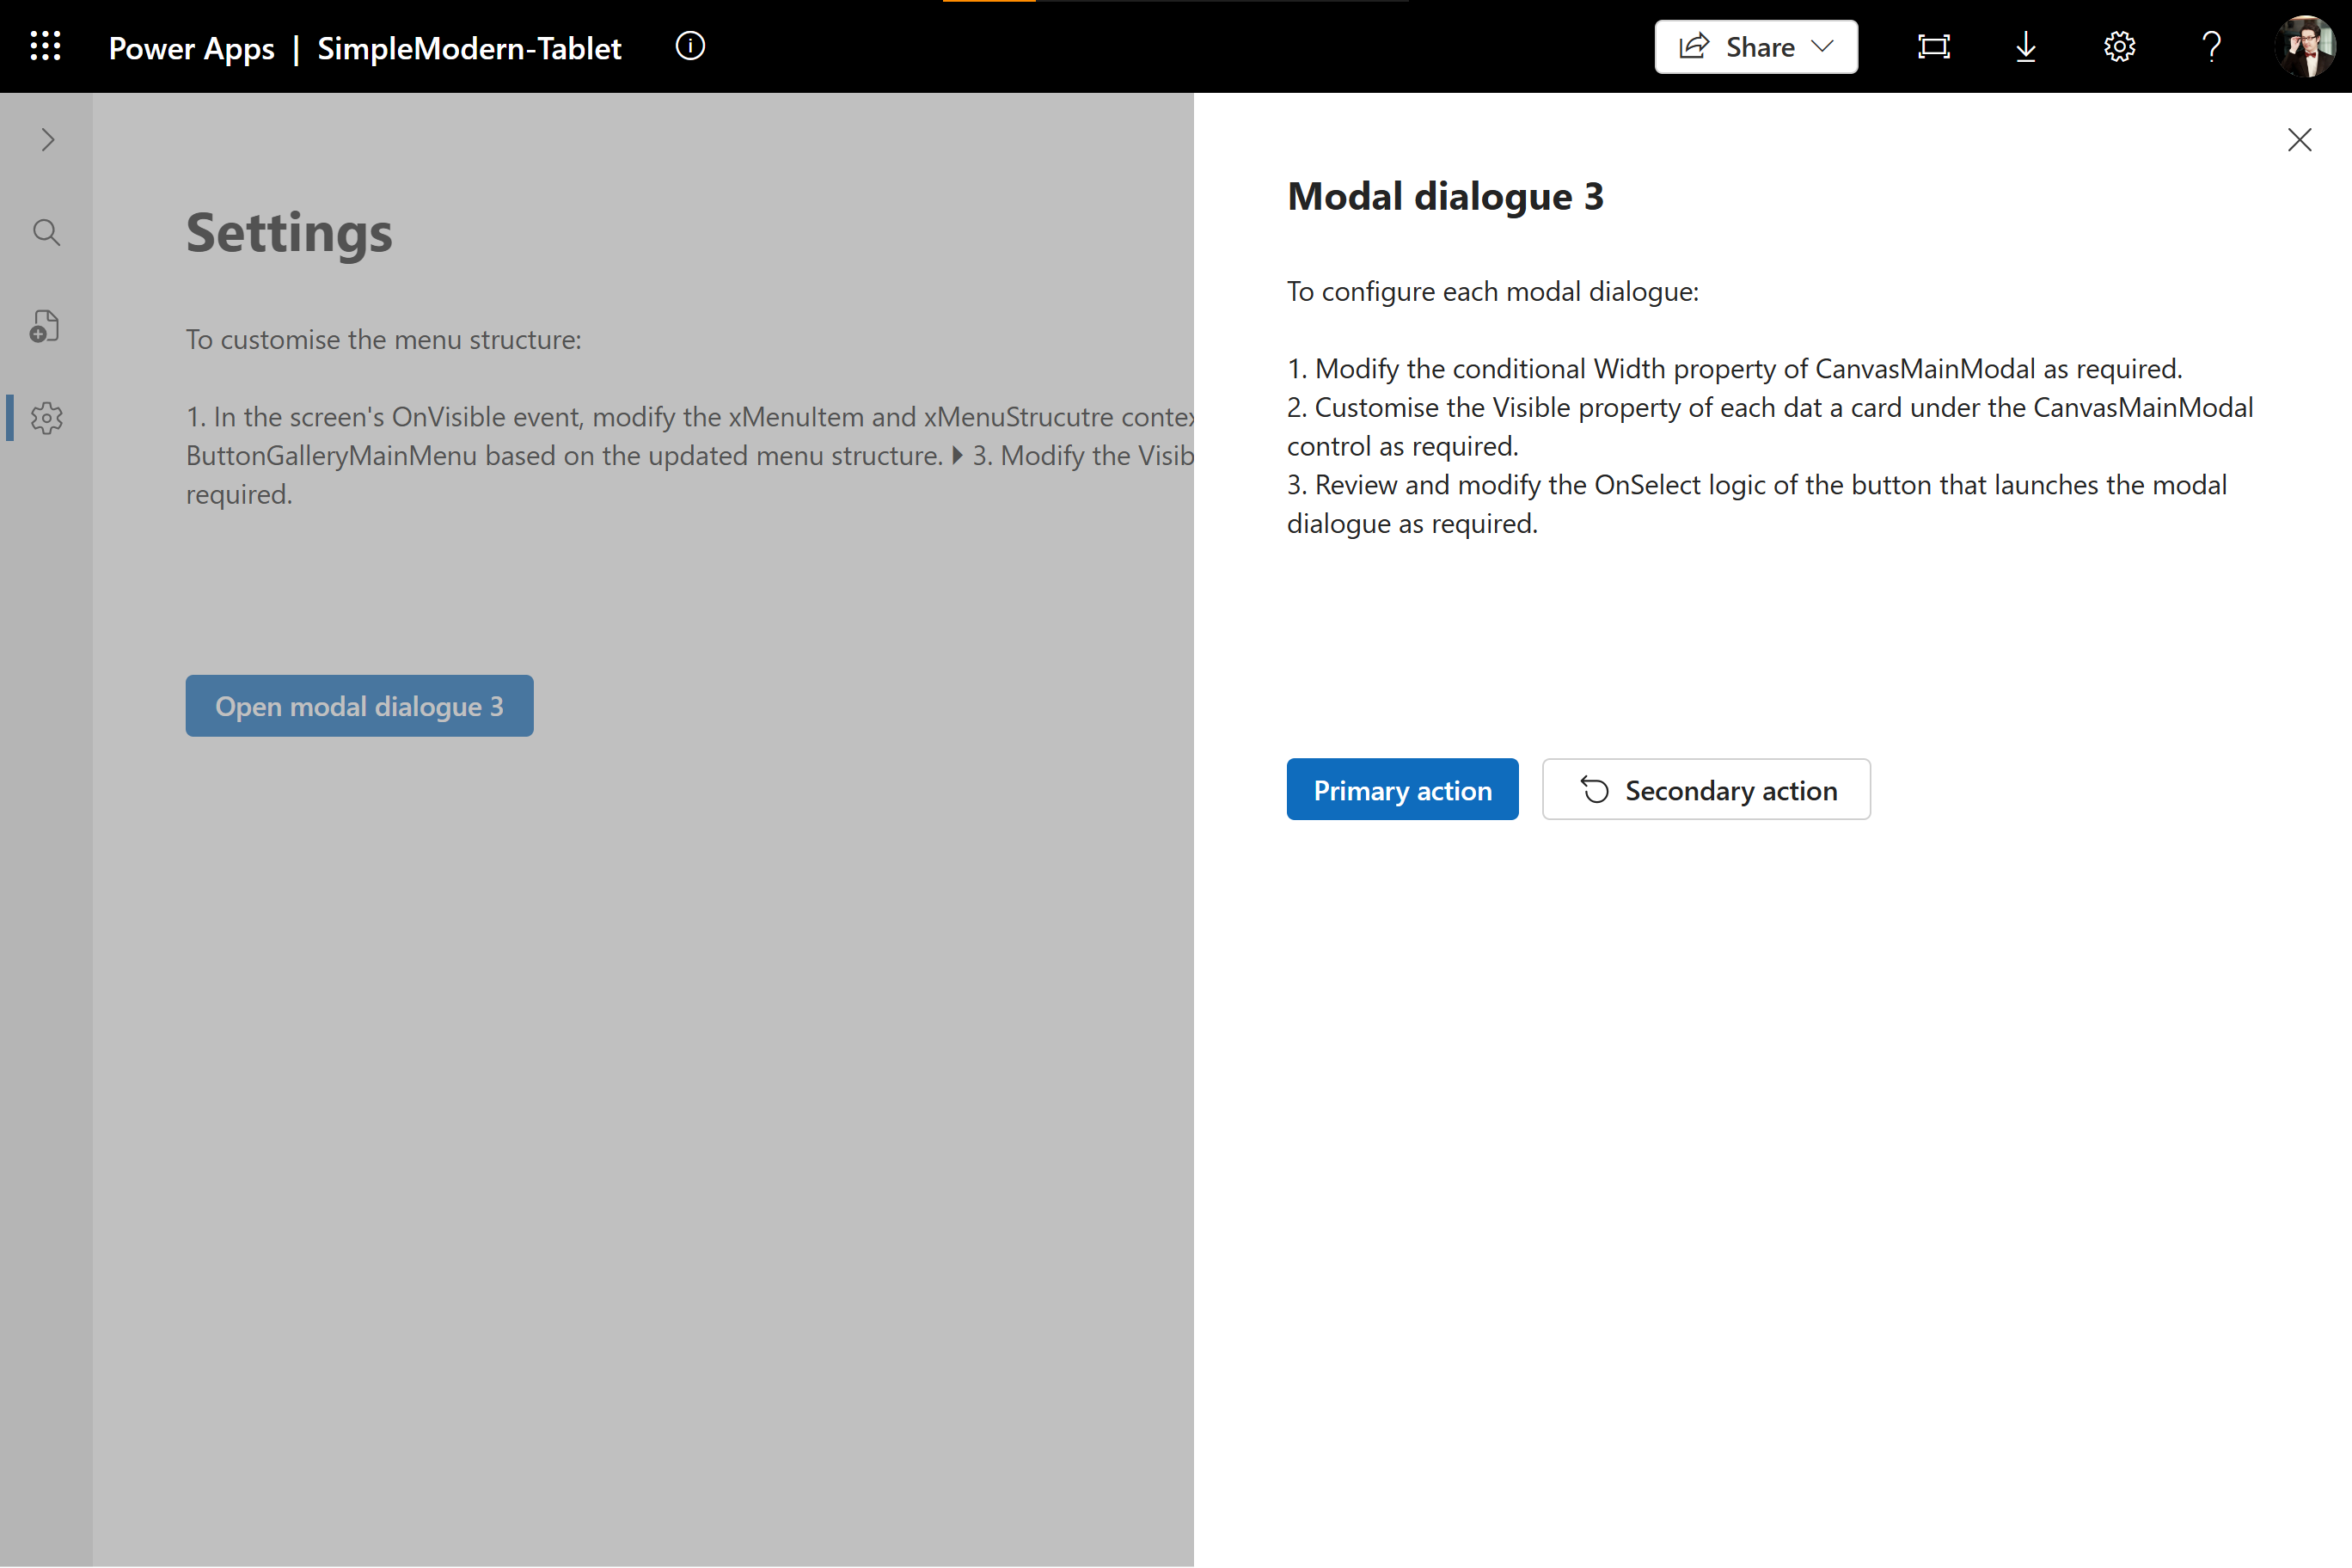 Power Apps | SimpleModern-Tablet
Share
Settings
To customise the menu structure:
1. In the screen's OnVisible event, modify the xMenuItem and xMenuStrucutre
ButtonGalleryMainMenu based on the updated menu structure. 3. Modify the
required.
Open modal dialogue 3
Modal dialogue 3
To configure each modal dialogue:
1. Modify the conditional Width property of CanvasMainModal as required.
2. Customise the Visible property of each dat a card under the CanvasMainModal
control as required.
3. Review and modify the OnSelect logic of the button that launches the modal
dialogue as required.
Primary action
Secondary action